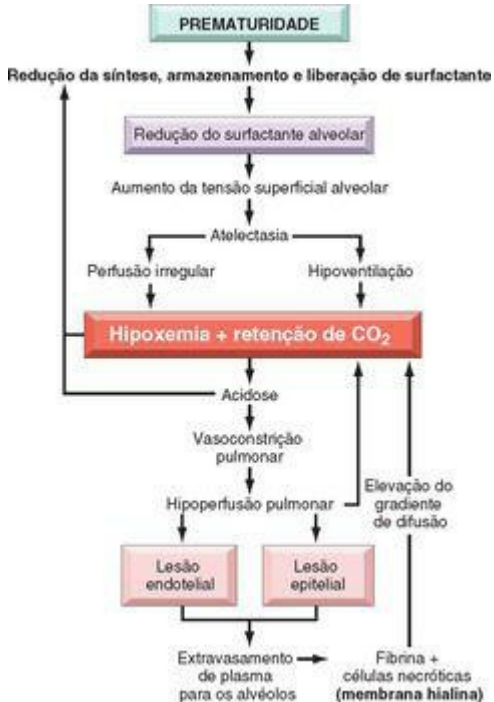 PREMATURIDADE
Redução da síntese, armazenamento e liberação de surfactante
Redução do surfactante alveolar
Aumento da tensão superficial alveolar
Atelectasia
Perfusão irregular
Hipoventilação
Hipoxemia + retenção de CO₂
Acidose
Vasoconstrição
pulmonar
Hipoperfusão pulmonar
Elevação do
gradiente
de difusão
Lesão
endotelial
Lesão
epitelial
Extravasamento
de plasma
para os alvéolos
Fibrina +
células necróticas
(membrana hialina)